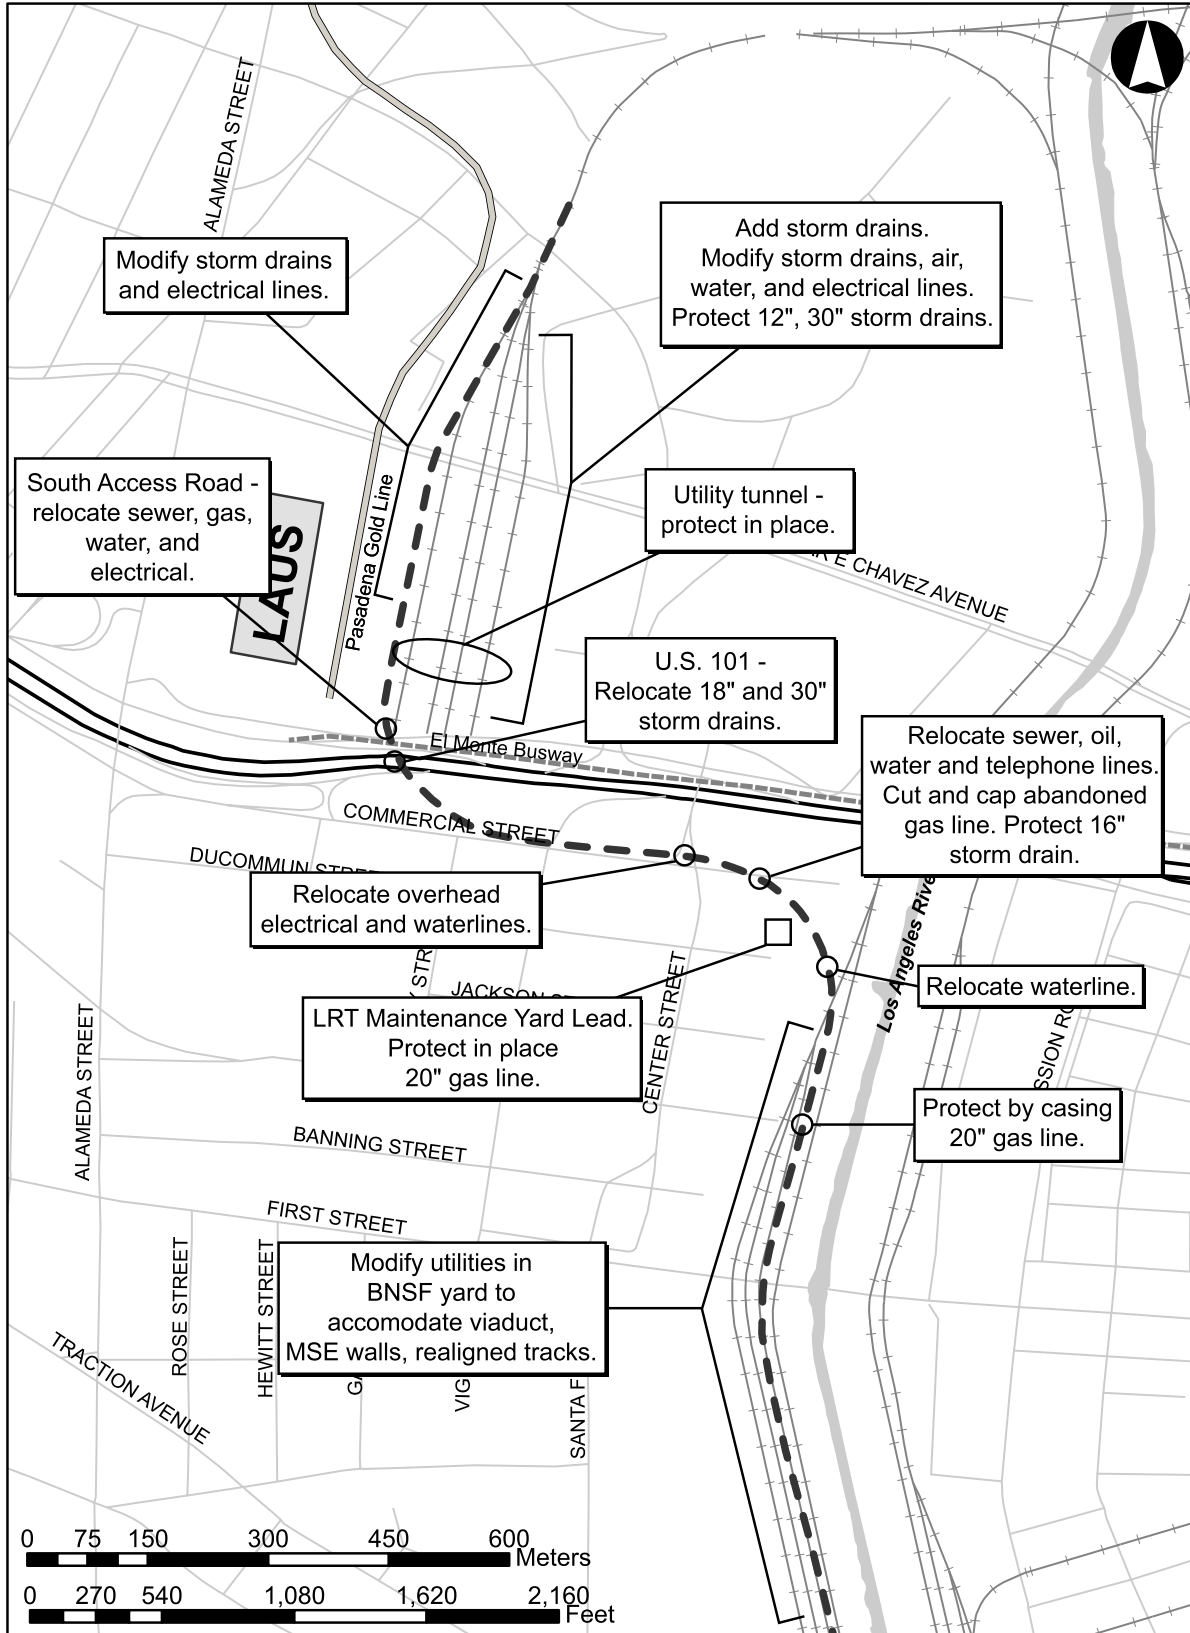 ALAMEDA STREET
Modify storm drains
and electrical lines.
Add storm drains.
Modify storm drains, air,
water, and electrical lines.
Protect 12", 30" storm drains.
South Access Road -
relocate sewer, gas,
water, and
electrical.
LAUS
Pasadena Gold Line
Utility tunnel -
protect in place.
E CHAVEZ AVENUE
U.S. 101 -
Relocate 18" and 30"
storm drains.
El Monte Busway
Relocate sewer, oil,
water and telephone lines.
Cut and cap abandoned
gas line. Protect 16"
storm drain.
COMMERCIAL STREET
DUCOMMUN STREET
Relocate overhead
electrical and waterlines.
Los Angeles River
Relocate waterline.
JACKSON
LRT Maintenance Yard Lead.
Protect in place
20" gas line.
CENTER STREET
ALAMEDA STREET
SSION RO
Protect by casing
20" gas line.
BANNING STREET
FIRST STREET
Modify utilities in
BNSF yard to
accomodate viaduct,
MSE walls, realigned tracks.
ROSE STREET
HEWITT STREET
GA
VIG
SANTA F
TRACTION AVENUE
0 75 150 300 450 600
Meters
0 270 540 1,080 1,620 2,160
Feet